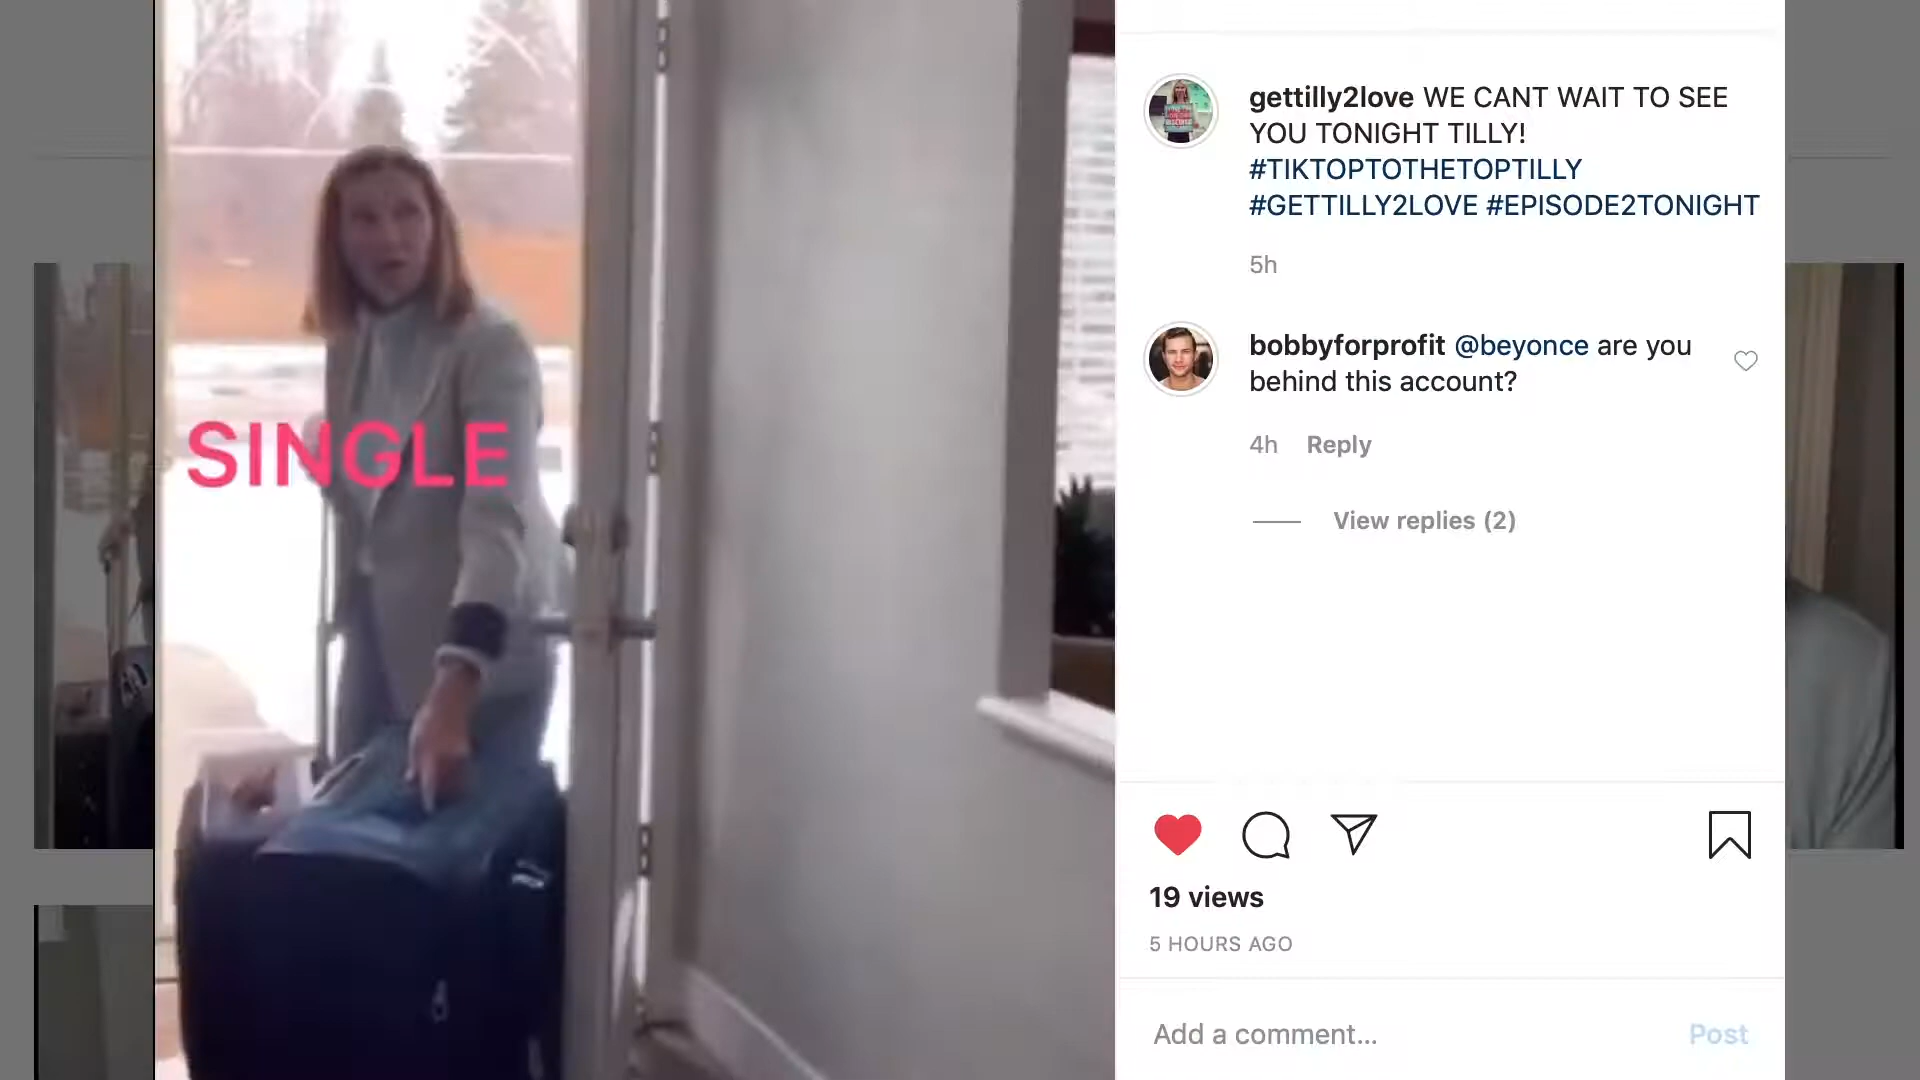 SINGLE
gettilly2love WE CANT WAIT TO SEE
YOU TONIGHT TILLY!
#TIKTOPTOTHETOPTILLY
#GETTILLY2LOVE #EPISODE2TONIGHT
5h
bobbyforprofit @beyonce are you
behind this account?
4h Reply
View replies (2)
19 views
5 HOURS AGO
Add a comment... Post